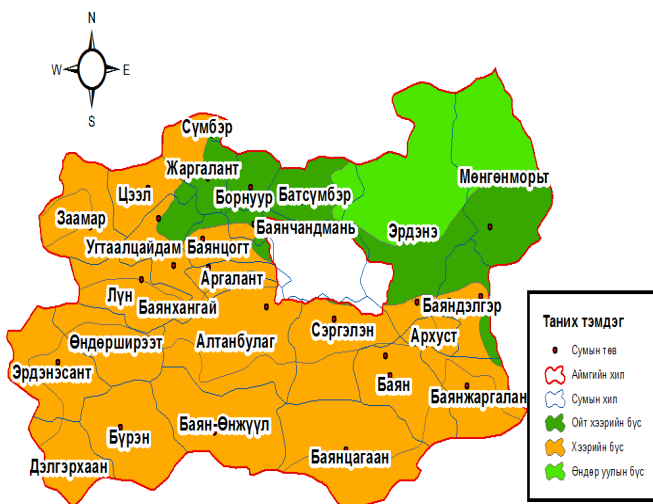 N
W E
S
Сүмбэр
Жаргалант
Мөнгөнморьт
Цээл
Борнуур
Батсүмбэр
Заамар
Баянчандмань
Эрдэнэ
Угтаалцайдам
Баянцогт
Аргалант
Лүн
Баянхангай
Баяндэлгэр
Сэргэлэн
Архуст
Өндөрширээт
Алтанбулаг
Эрдэнэсант
Баян
Баянжаргалан
Бүрэн
Баян-Өнжүүл
Баянцагаан
Дэлгэрхаан
Таних тэмдэг
Сумын төв
Аймгийн хил
Сумын хил
Ойт хээрийн бүс
Хээрийн бүс
Өндөр уулын бүс